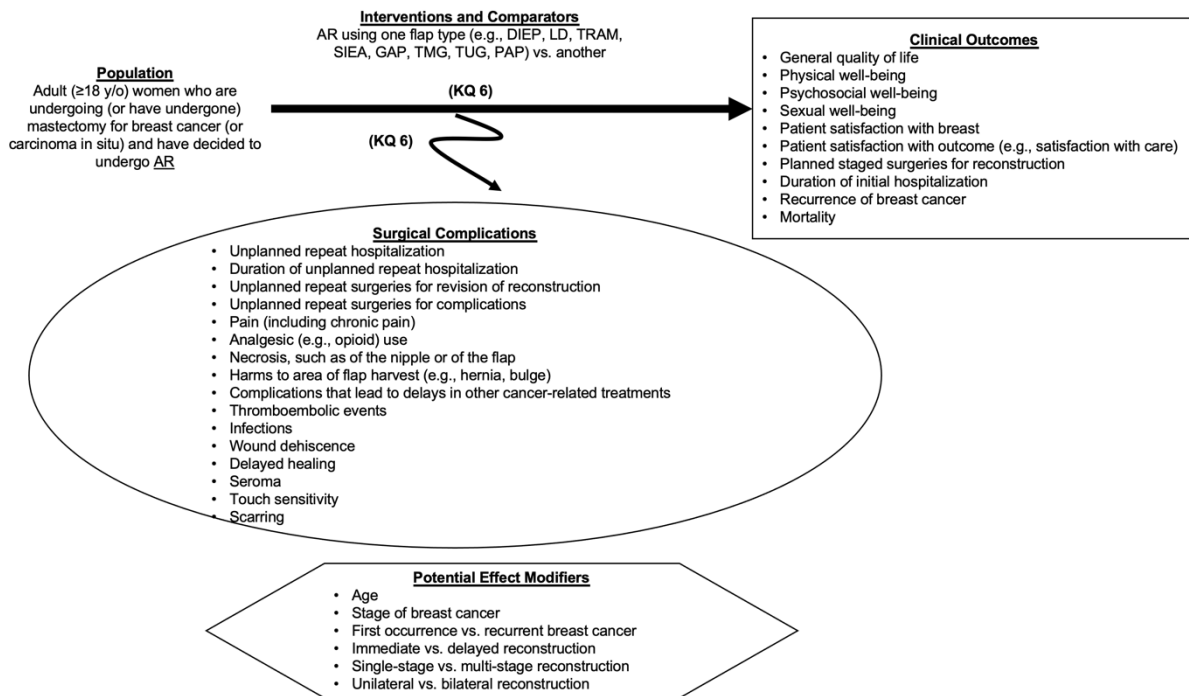 Interventions and Comparators
AR using one flap type (e.g., DIEP, LD, TRAM,
SIEA, GAP, TMG, TUG, PAP) vs. another
Population
Adult (≥18 y/o) women who are
undergoing (or have undergone)
mastectomy for breast cancer (or
carcinoma in situ) and have decided to
undergo AR
(KQ 6)
(KQ 6)
Clinical Outcomes
• General quality of life
• Physical well-being
• Psychosocial well-being
• Sexual well-being
• Patient satisfaction with breast
• Patient satisfaction with outcome (e.g., satisfaction with care)
• Planned staged surgeries for reconstruction
• Duration of initial hospitalization
• Recurrence of breast cancer
• Mortality
Surgical Complications
• Unplanned repeat hospitalization
• Duration of unplanned repeat hospitalization
• Unplanned repeat surgeries for revision of reconstruction
• Unplanned repeat surgeries for complications
• Pain (including chronic pain)
• Analgesic (e.g., opioid) use
• Necrosis, such as of the nipple or of the flap
• Harms to area of flap harvest (e.g., hernia, bulge)
• Complications that lead to delays in other cancer-related treatments
• Thromboembolic events
• Infections
• Wound dehiscence
• Delayed healing
• Seroma
• Touch sensitivity
• Scarring
Potential Effect Modifiers
• Age
• Stage of breast cancer
• First occurrence vs. recurrent breast cancer
• Immediate vs. delayed reconstruction
• Single-stage vs. multi-stage reconstruction
• Unilateral vs. bilateral reconstruction